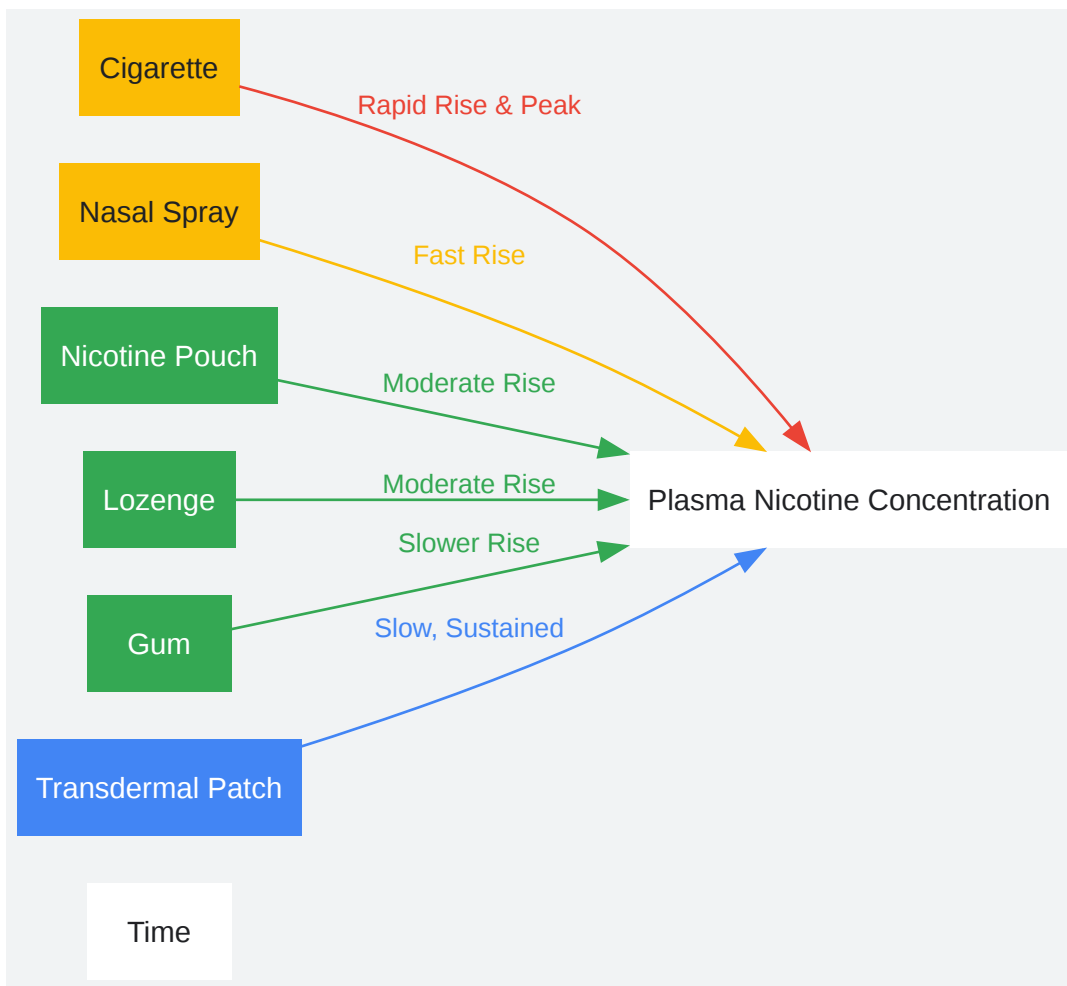 Cigarette
Rapid Rise & Peak
Nasal Spray
Fast Rise
Nicotine Pouch
Moderate Rise
Lozenge
Moderate Rise
Plasma Nicotine Concentration
Slower Rise
Gum
Slow, Sustained
Transdermal Patch
Time